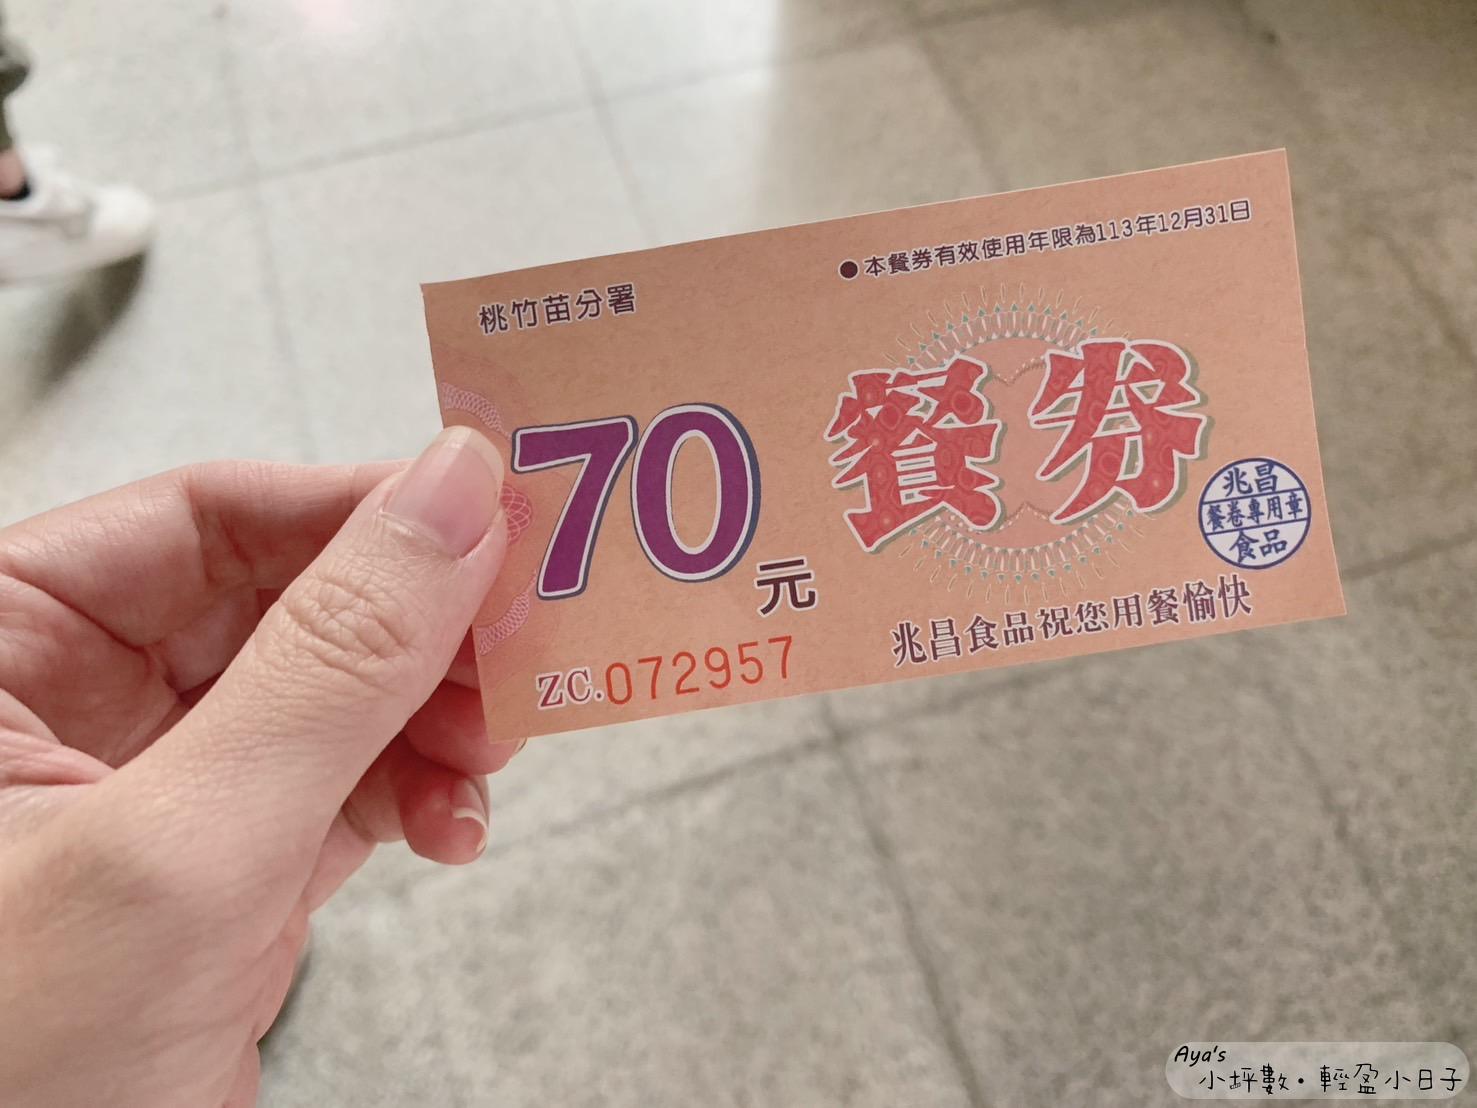 桃竹苗分署
●本餐券有效使用年限為113年12月31日
70元
餐券
兆昌
餐卷專用章
食品
ZC.072957
兆昌食品祝您用餐愉快
Aya's
小坪數·輕盈小日子